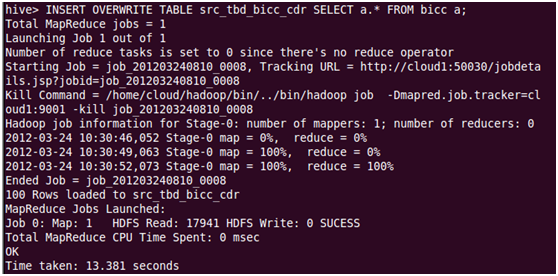 hive> INSERT OVERWRITE TABLE src_tbd_bicc_cdr SELECT a.* FROM bicc a;
Total MapReduce jobs = 1
Launching Job 1 out of 1
Number of reduce tasks is set to 0 since there's no reduce operator
Starting Job = job_201203240810_0008, Tracking URL = http://cloud1:50030/jobdeta
ils.jsp?jobid=job_201203240810_0008
Kill Command = /home/cloud/hadoop/bin/../bin/hadoop job  -Dmapred.job.tracker=cl
oud1:9001 -kill job_201203240810_0008
Hadoop job information for Stage-0: number of mappers: 1; number of reducers: 0
2012-03-24 10:30:46,052 Stage-0 map = 0%,  reduce = 0%
2012-03-24 10:30:49,063 Stage-0 map = 100%,  reduce = 0%
2012-03-24 10:30:52,073 Stage-0 map = 100%,  reduce = 100%
Ended Job = job_201203240810_0008
100 Rows loaded to src_tbd_bicc_cdr
MapReduce Jobs Launched:
Job 0: Map: 1   HDFS Read: 17941 HDFS Write: 0 SUCESS
Total MapReduce CPU Time Spent: 0 msec
OK
Time taken: 13.381 seconds